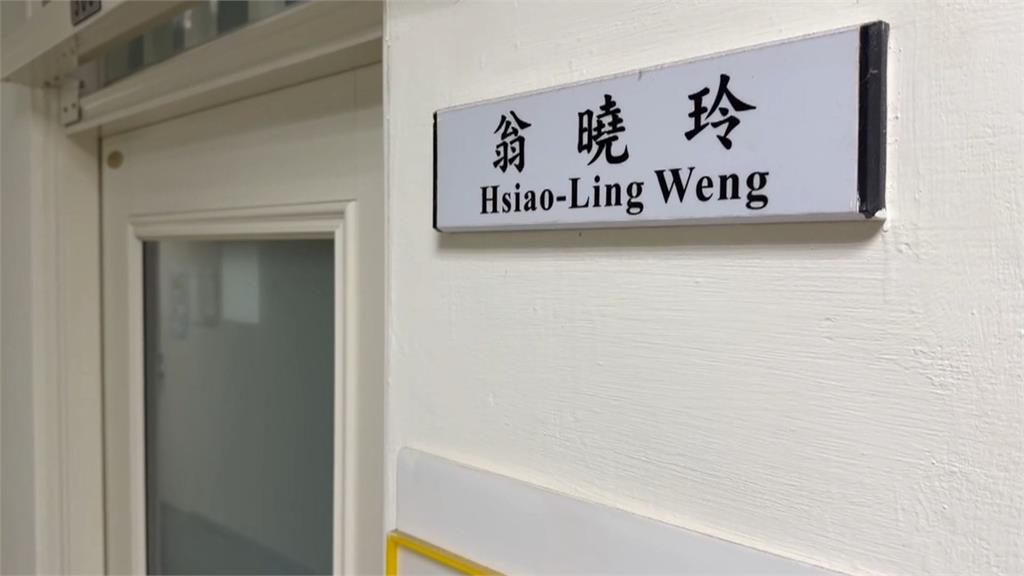 翁曉玲
Hsiao-Ling Weng